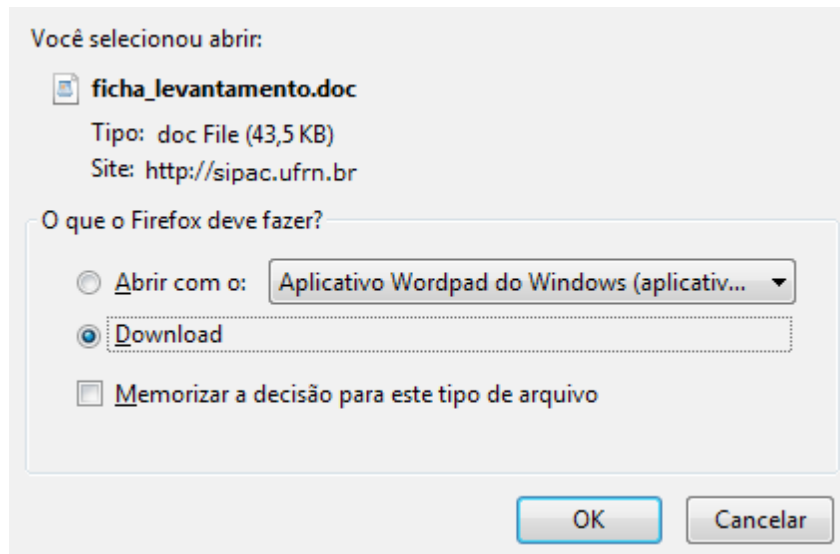 Você selecionou abrir:
ficha_levantamento.doc
Tipo: doc File (43,5 KB)
Site: http://sipac.ufrn.br
O que o Firefox deve fazer?
Abrir com o: Aplicativo Wordpad do Windows (aplicativ...
Download
Memorizar a decisão para este tipo de arquivo
OK Cancelar